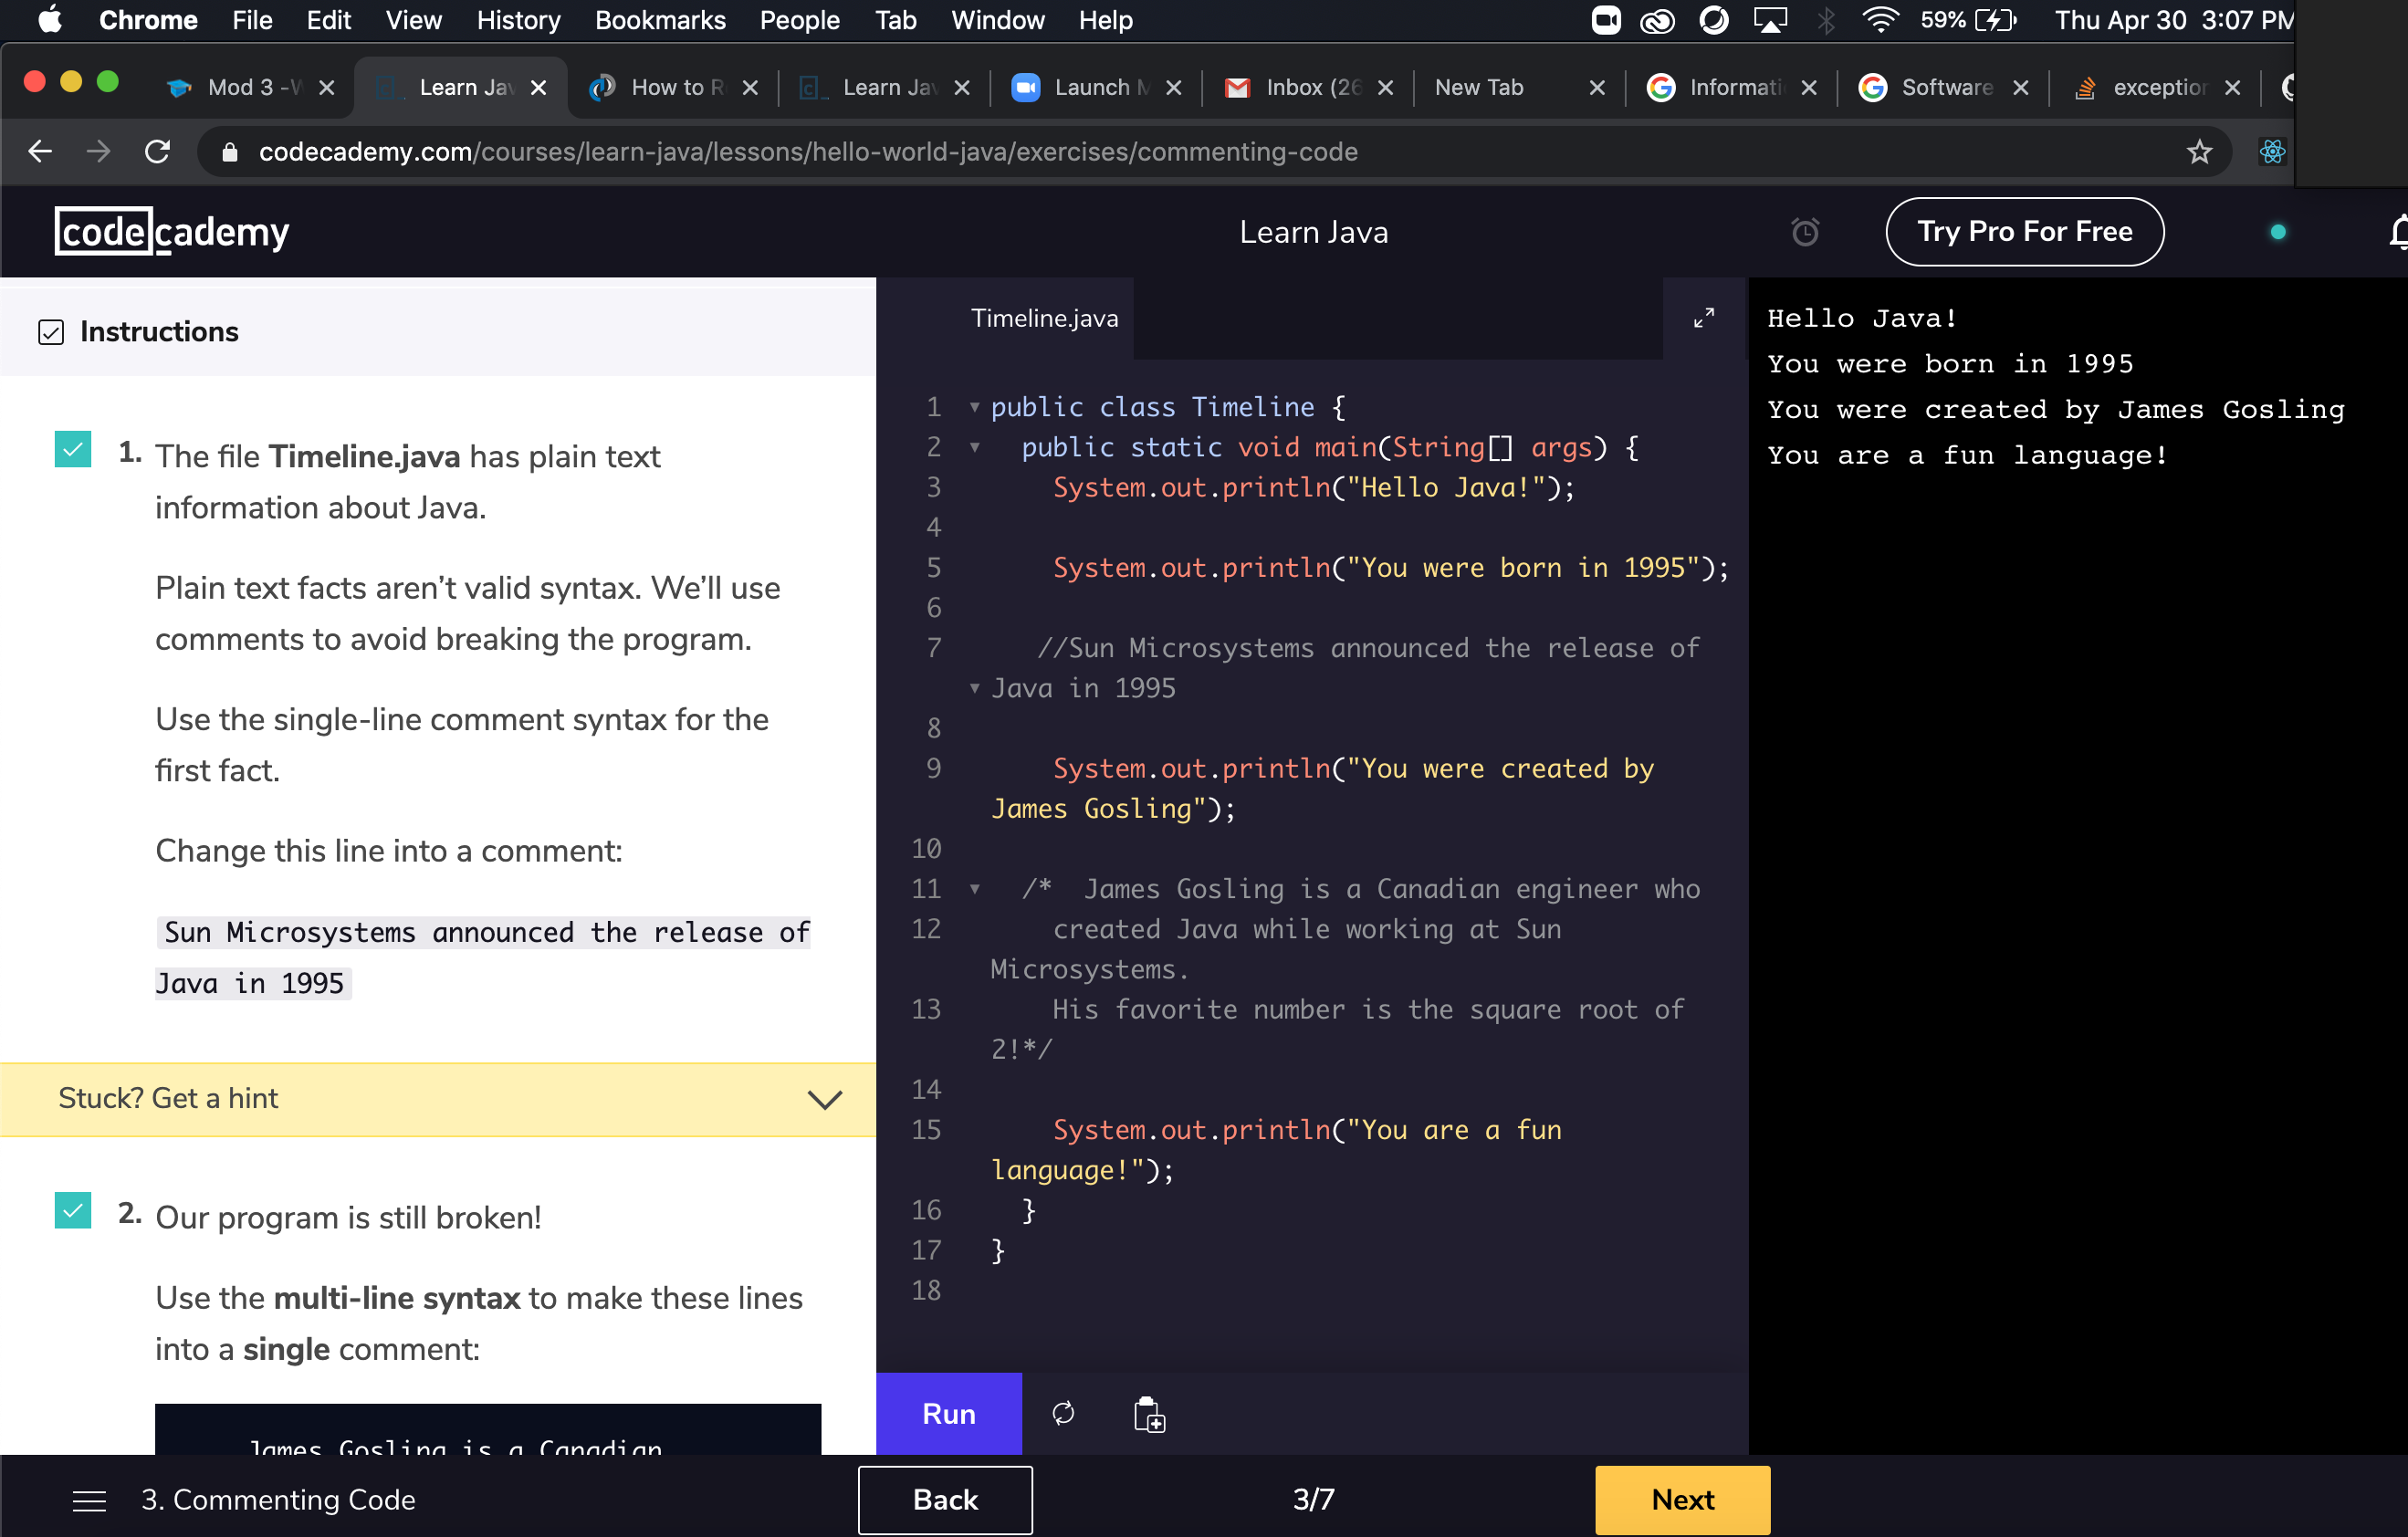 Chrome File Edit View History Bookmarks People Tab Window Help 59% Thu Apr 30 3:07 PM
Mod 3 - Learn Jav How to R Learn Jav Launch M Inbox (26 New Tab Informati Software exception
codecademy.com/courses/learn-java/lessons/hello-world-java/exercises/commenting-code
codecademy Learn Java Try Pro For Free
Instructions
1. The file Timeline.java has plain text
information about Java.
Plain text facts aren’t valid syntax. We’ll use
comments to avoid breaking the program.
Use the single-line comment syntax for the
first fact.
Change this line into a comment:
Sun Microsystems announced the release of
Java in 1995
Stuck? Get a hint
2. Our program is still broken!
Use the multi-line syntax to make these lines
into a single comment:
James Gosling is a Canadian
Timeline.java
1 public class Timeline {
2 public static void main(String[] args) {
3 System.out.println("Hello Java!");
4
5 System.out.println("You were born in 1995");
6
7 //Sun Microsystems announced the release of
Java in 1995
8
9 System.out.println("You were created by
James Gosling");
10
11 /* James Gosling is a Canadian engineer who
12 created Java while working at Sun
Microsystems.
13 His favorite number is the square root of
2!*/
14
15 System.out.println("You are a fun
language!");
16 }
17 }
18
Run
Hello Java!
You were born in 1995
You were created by James Gosling
You are a fun language!
3. Commenting Code Back 3/7 Next